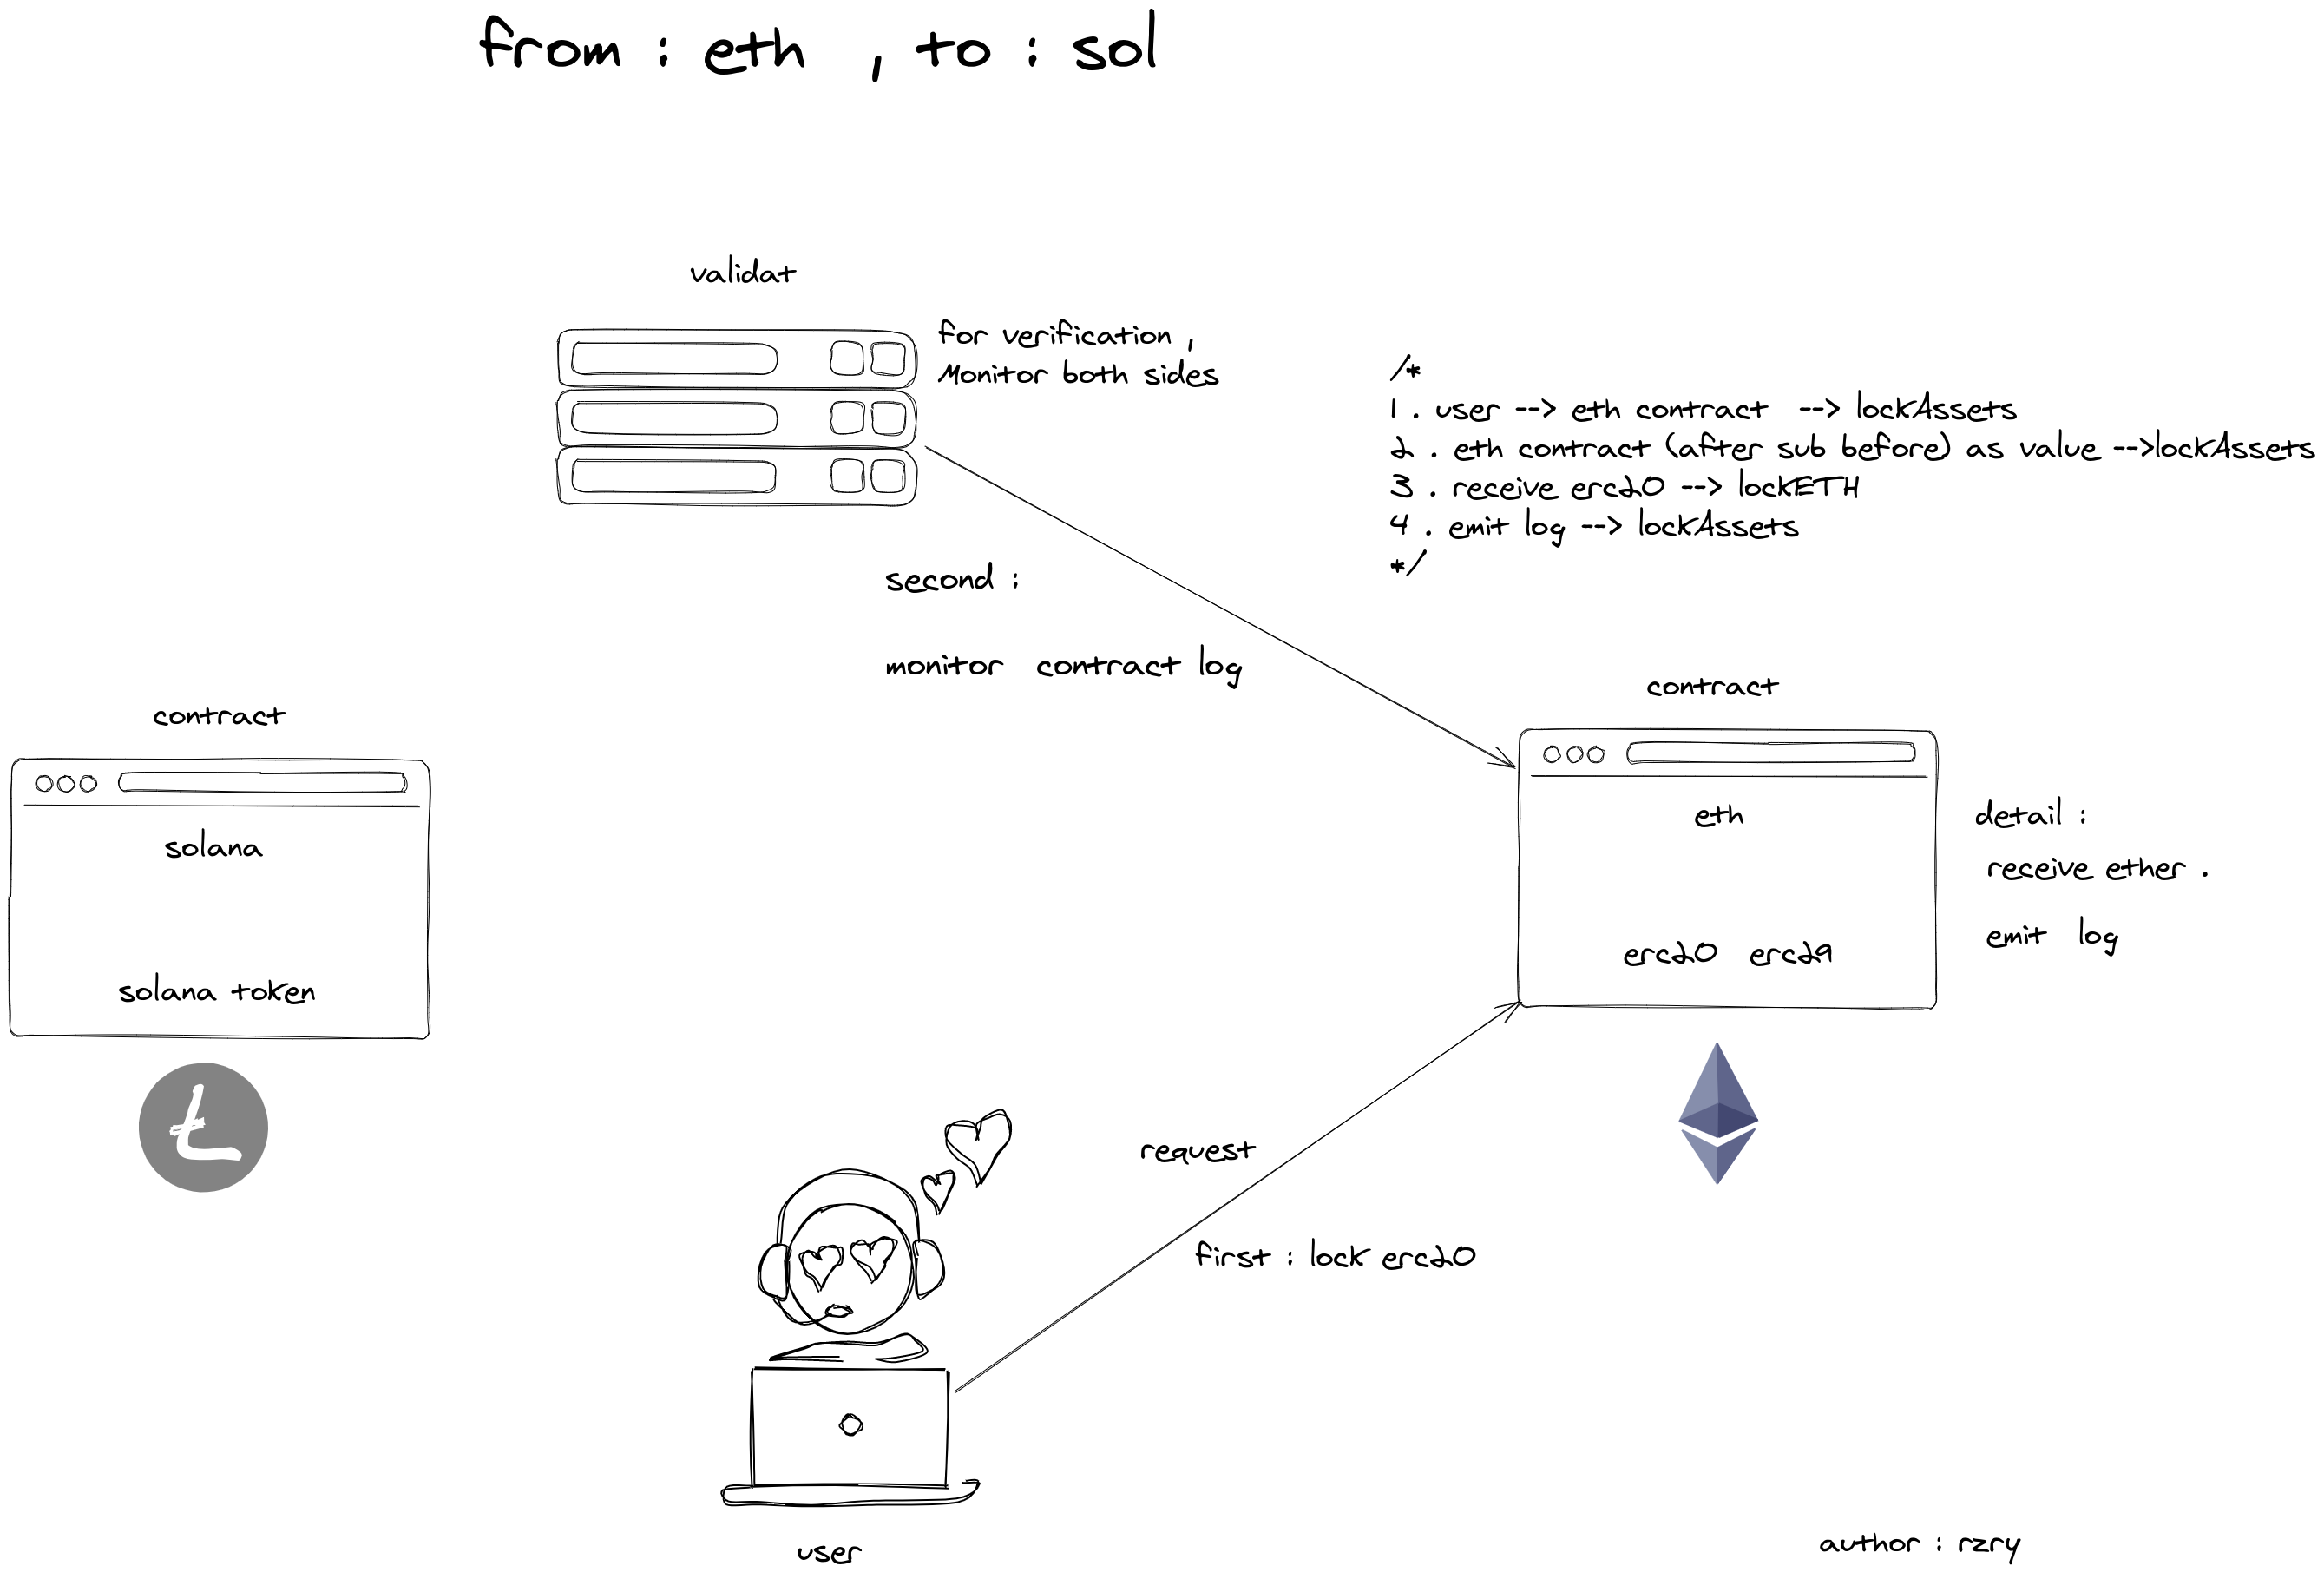 from : eth , to : sol
validat
for verification ,
Monitor both sides
/*
1 . user --> eth contract --> lockAssets
2 . eth contract (after sub before) as value -->lockAssets
3 . receive erc20 --> lockETH
4 . emit log --> lockAssets
*/
second :
monitor contract log
contract
solana
solana token
contract
eth
erc20 erc29
detail :
receive ether .
emit log
request
first : lock erc20
user
author : rzry